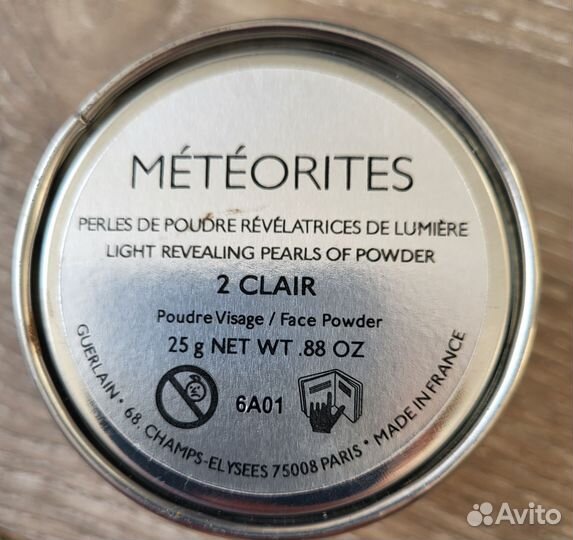 MÉTÉORITES
PERLES DE POUDRE RÉVÉLATRICES DE LUMIÈRE
LIGHT REVEALING PEARLS OF POWDER
2 CLAIR
Poudre Visage / Face Powder
25 g NET WT .88 OZ
6A01
GUERLAIN • 68, CHAMPS-ELYSEES 75008 PARIS • MADE IN FRANCE
Avito